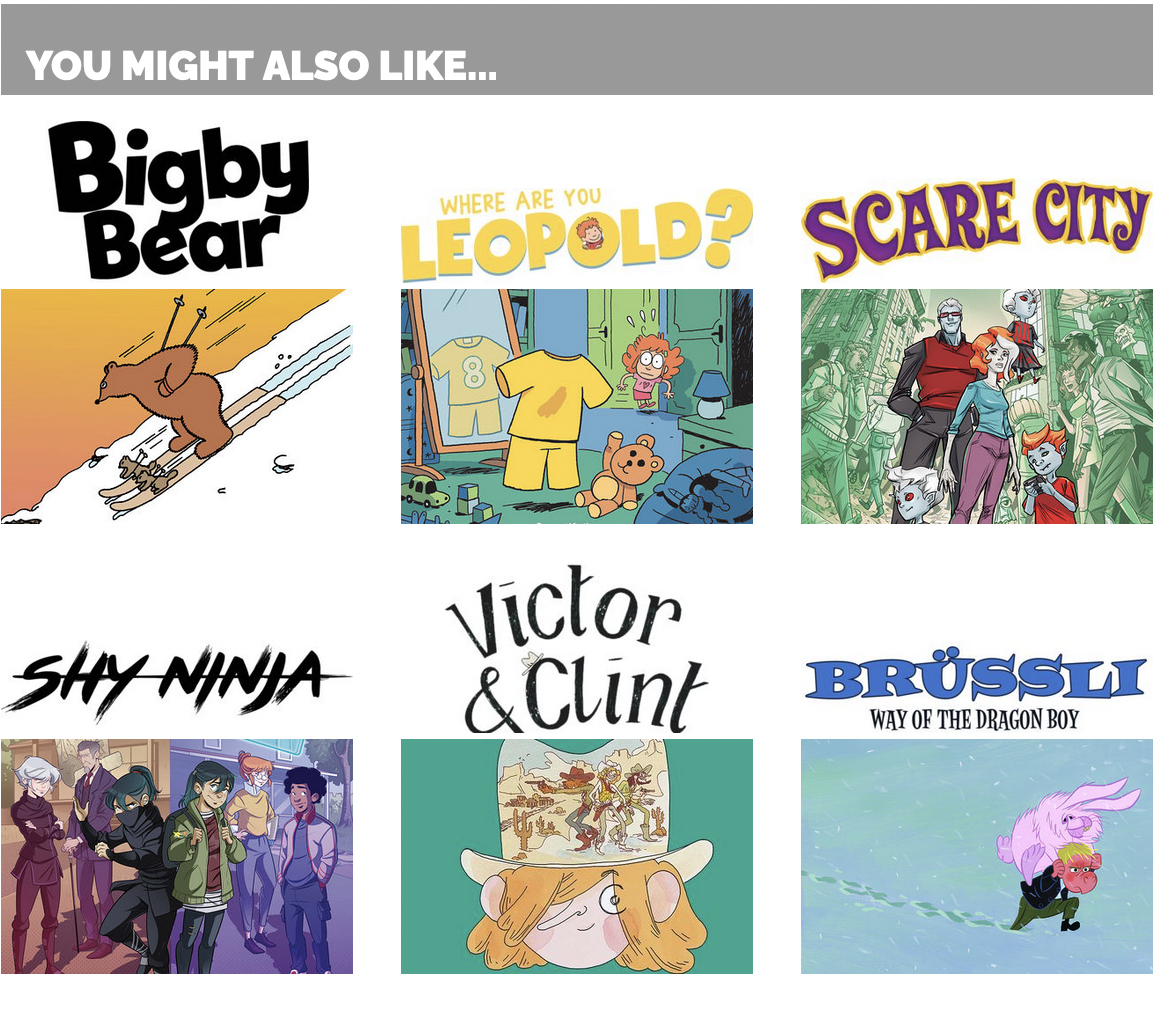 YOU MIGHT ALSO LIKE...
Bigby
Bear
WHERE ARE YOU
LEOPOLD?
SCARE CITY
8
SHY NINJA
Victor
& Clint
BRÜSSLI
WAY OF THE DRAGON BOY